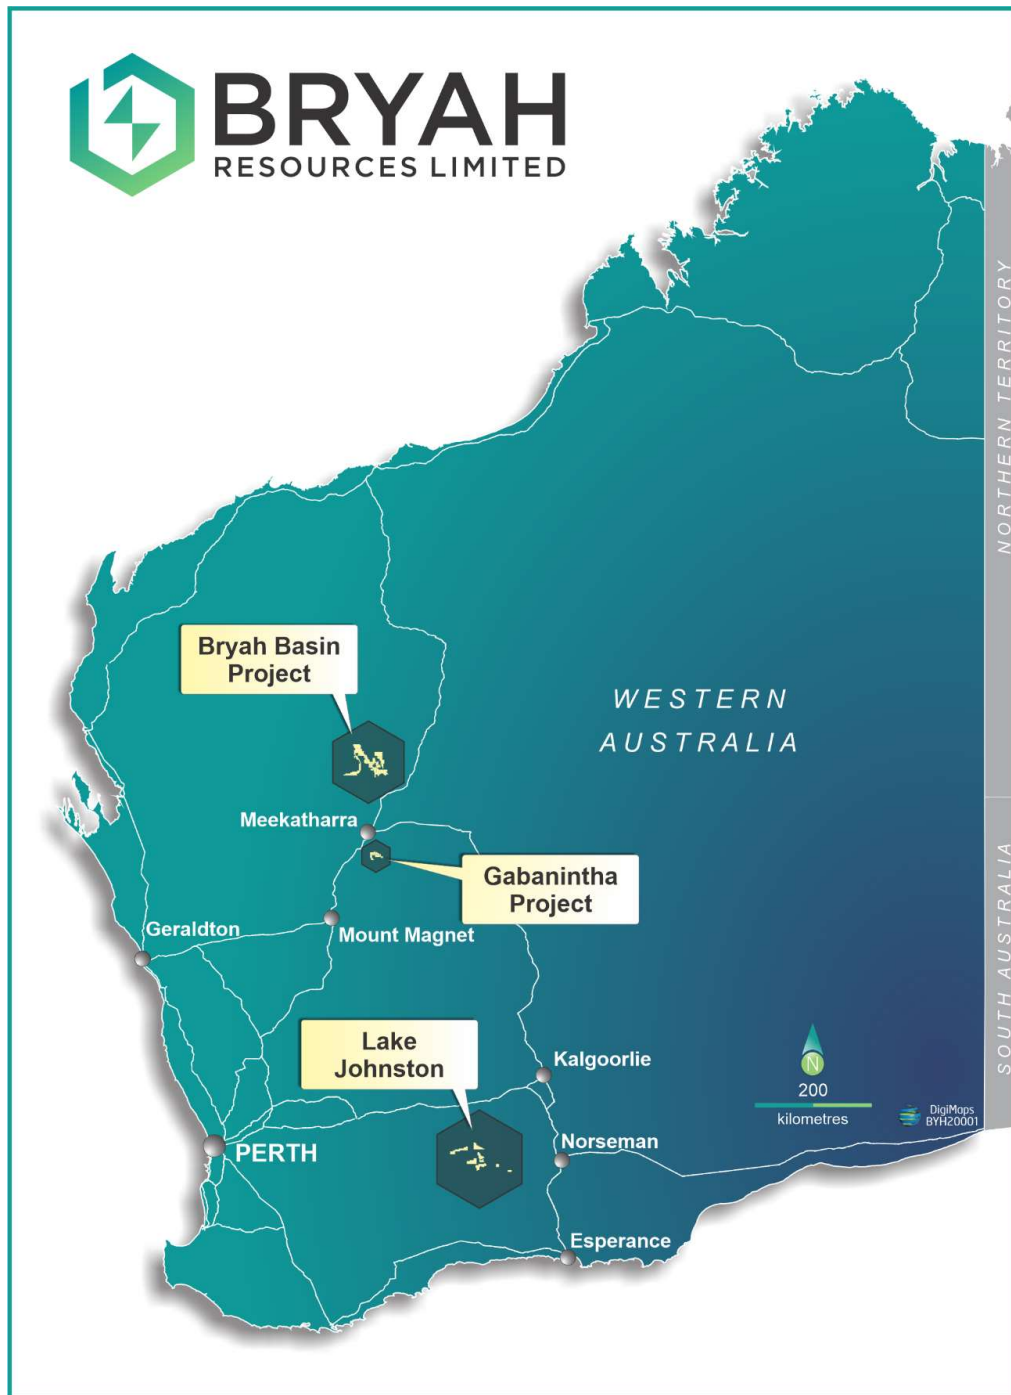 BRYAH
RESOURCES LIMITED
NORTHERN TERRITORY
Bryah Basin
Project
WESTERN
AUSTRALIA
Meekatharra
Gabanintha
Project
SOUTH AUSTRALIA
Geraldton
Mount Magnet
Lake
Johnston
Kalgoorlie
N
200
kilometres
DigiMaps
BYH20001
Norseman
PERTH
Esperance